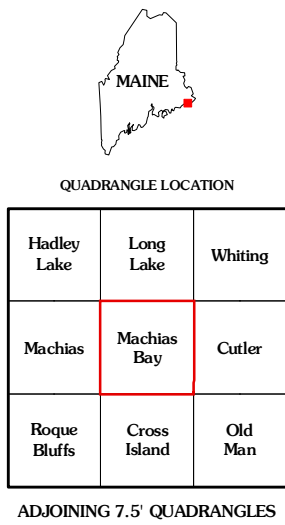 MAINE
QUADRANGLE LOCATION
Hadley
Lake
Long
Lake
Whiting
Machias
Machias
Bay
Cutler
Roque
Bluffs
Cross
Island
Old
Man
ADJOINING 7.5' QUADRANGLES